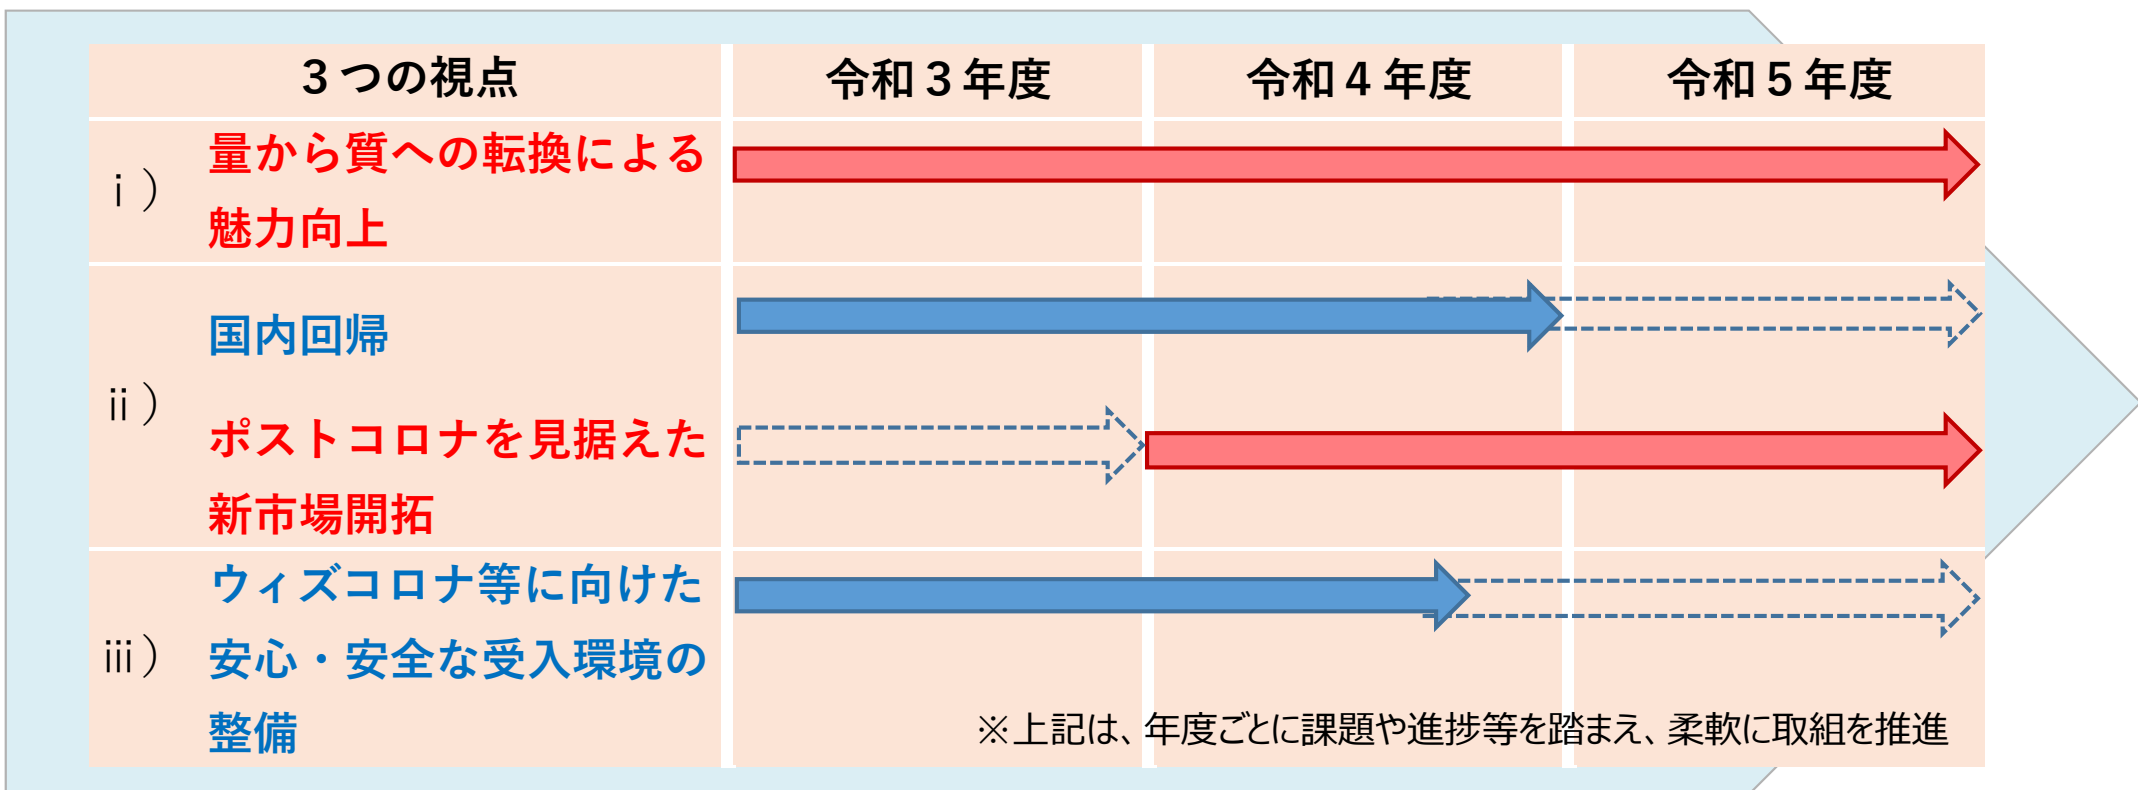 3つの視点
令和3年度
令和4年度
令和5年度
ⅰ）
量から質への転換による
魅力向上
ⅱ）
国内回帰
ポストコロナを見据えた
新市場開拓
ⅲ）
ウィズコロナ等に向けた
安心・安全な受入環境の
整備
※上記は、年度ごとに課題や進捗等を踏まえ、柔軟に取組を推進